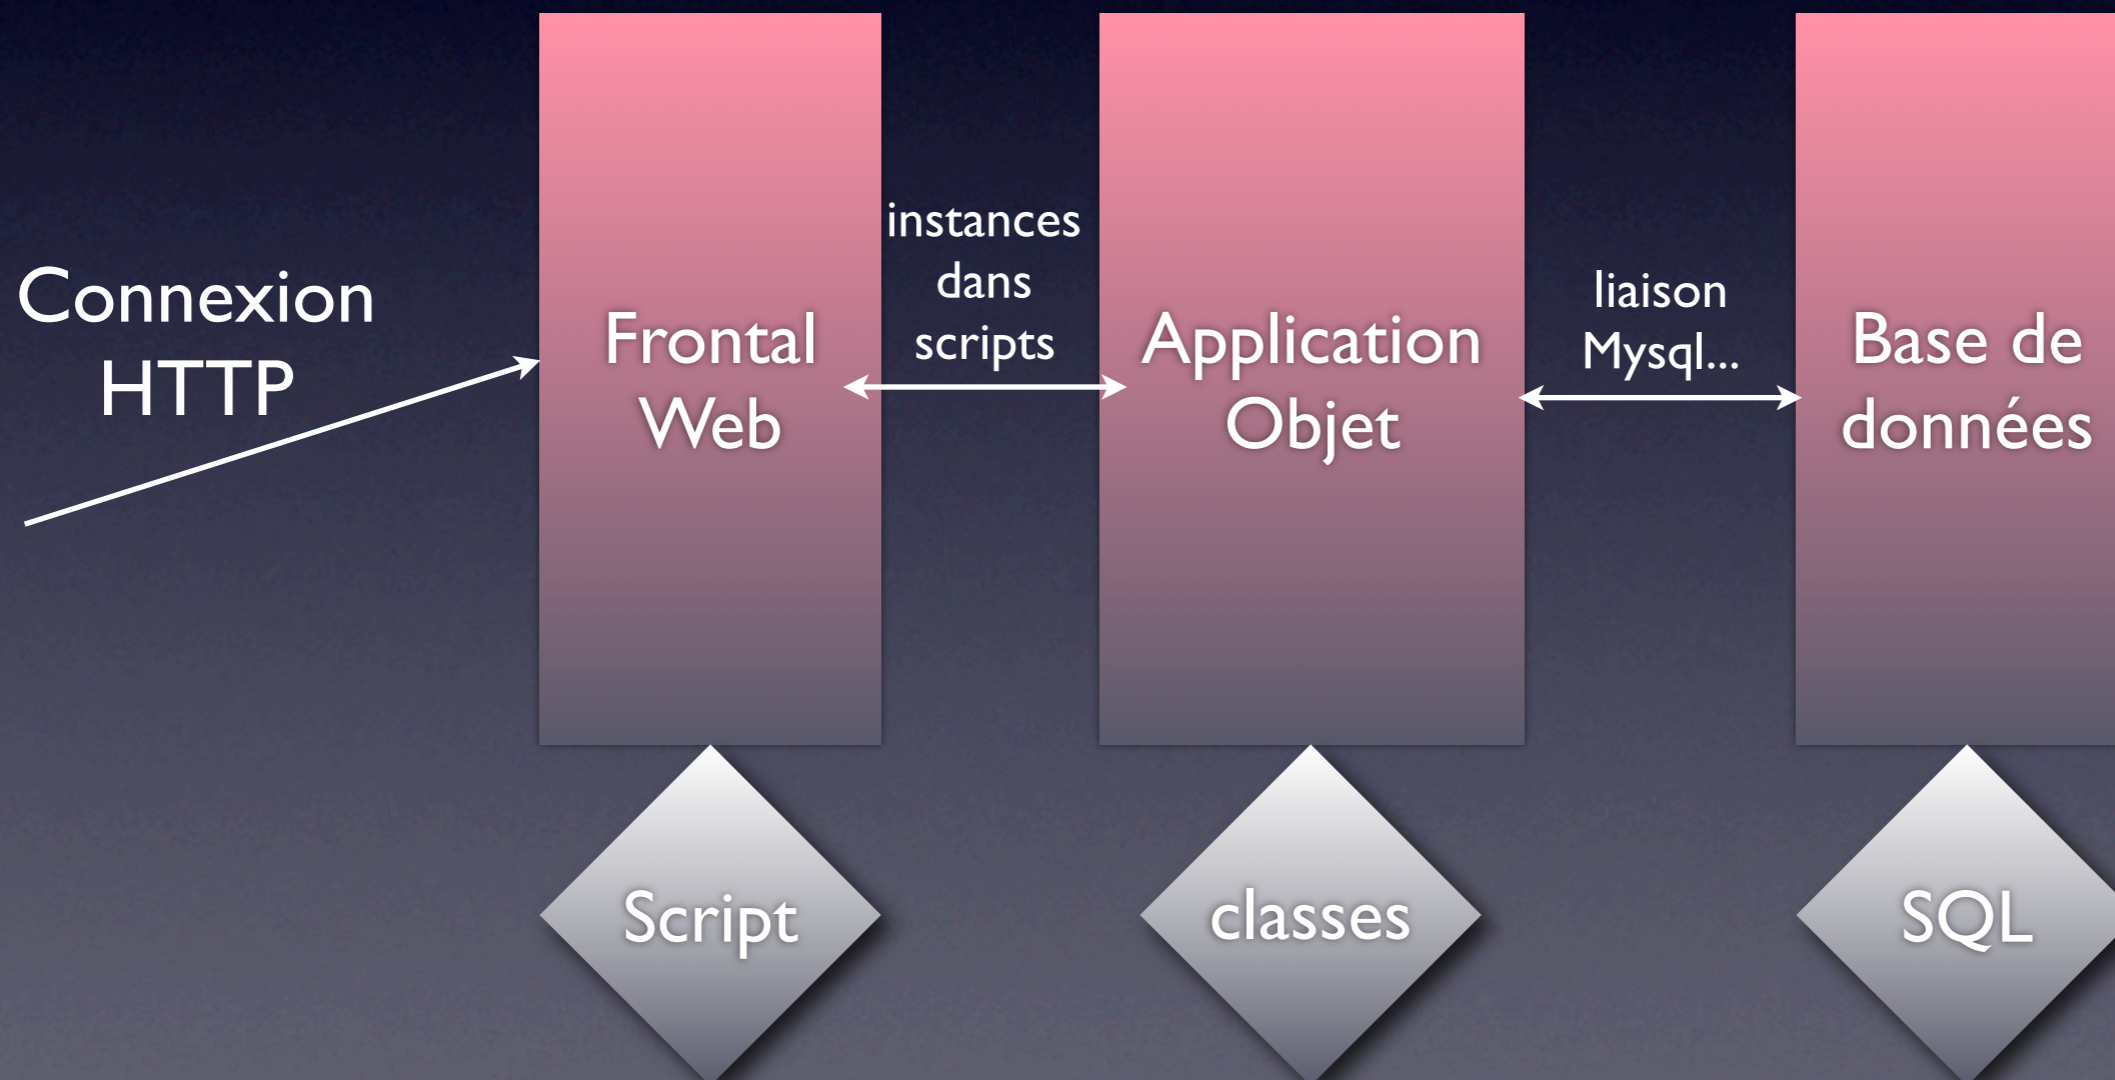 Connexion
HTTP
Frontal
Web
instances
dans
scripts
Application
Objet
liaison
Mysql...
Base de
données
Script
classes
SQL